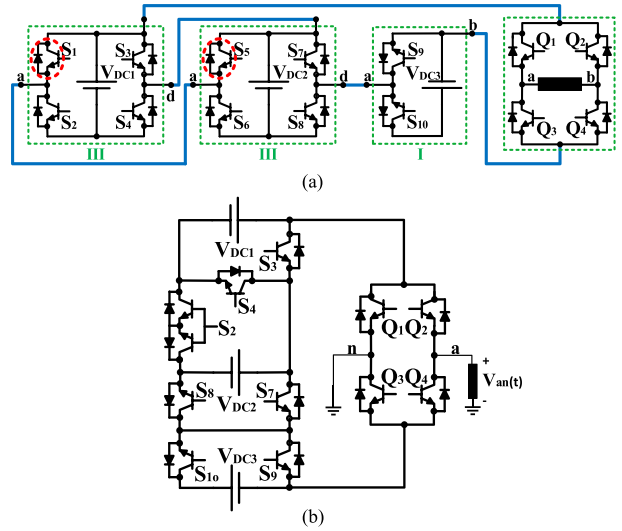 S1 S3 S5 S7 S9 b Q1 Q2
VDC1 VDC2 VDC3
a d a d a a b
S2 S4 S6 S8 S10 Q3 Q4
III III I
(a)
VDC1
S3
S4
Q1 Q2
S2
n a
+
S8 VDC2 S7 Q3 Q4 Van(t)
-
VDC3
S10 S9
(b)